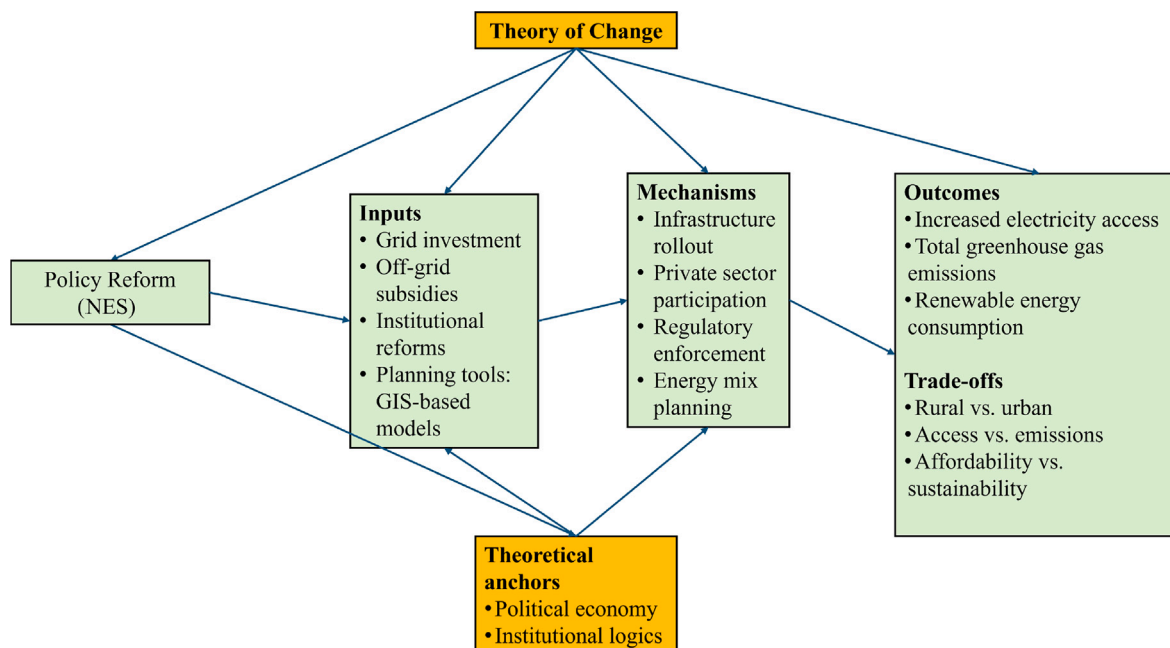 Theory of Change
Policy Reform
(NES)
Inputs
• Grid investment
• Off-grid
subsidies
• Institutional
reforms
• Planning tools:
GIS-based
models
Mechanisms
• Infrastructure
rollout
• Private sector
participation
• Regulatory
enforcement
• Energy mix
planning
Outcomes
• Increased electricity access
• Total greenhouse gas
emissions
• Renewable energy
consumption
Trade-offs
• Rural vs. urban
• Access vs. emissions
• Affordability vs.
sustainability
Theoretical
anchors
• Political economy
• Institutional logics